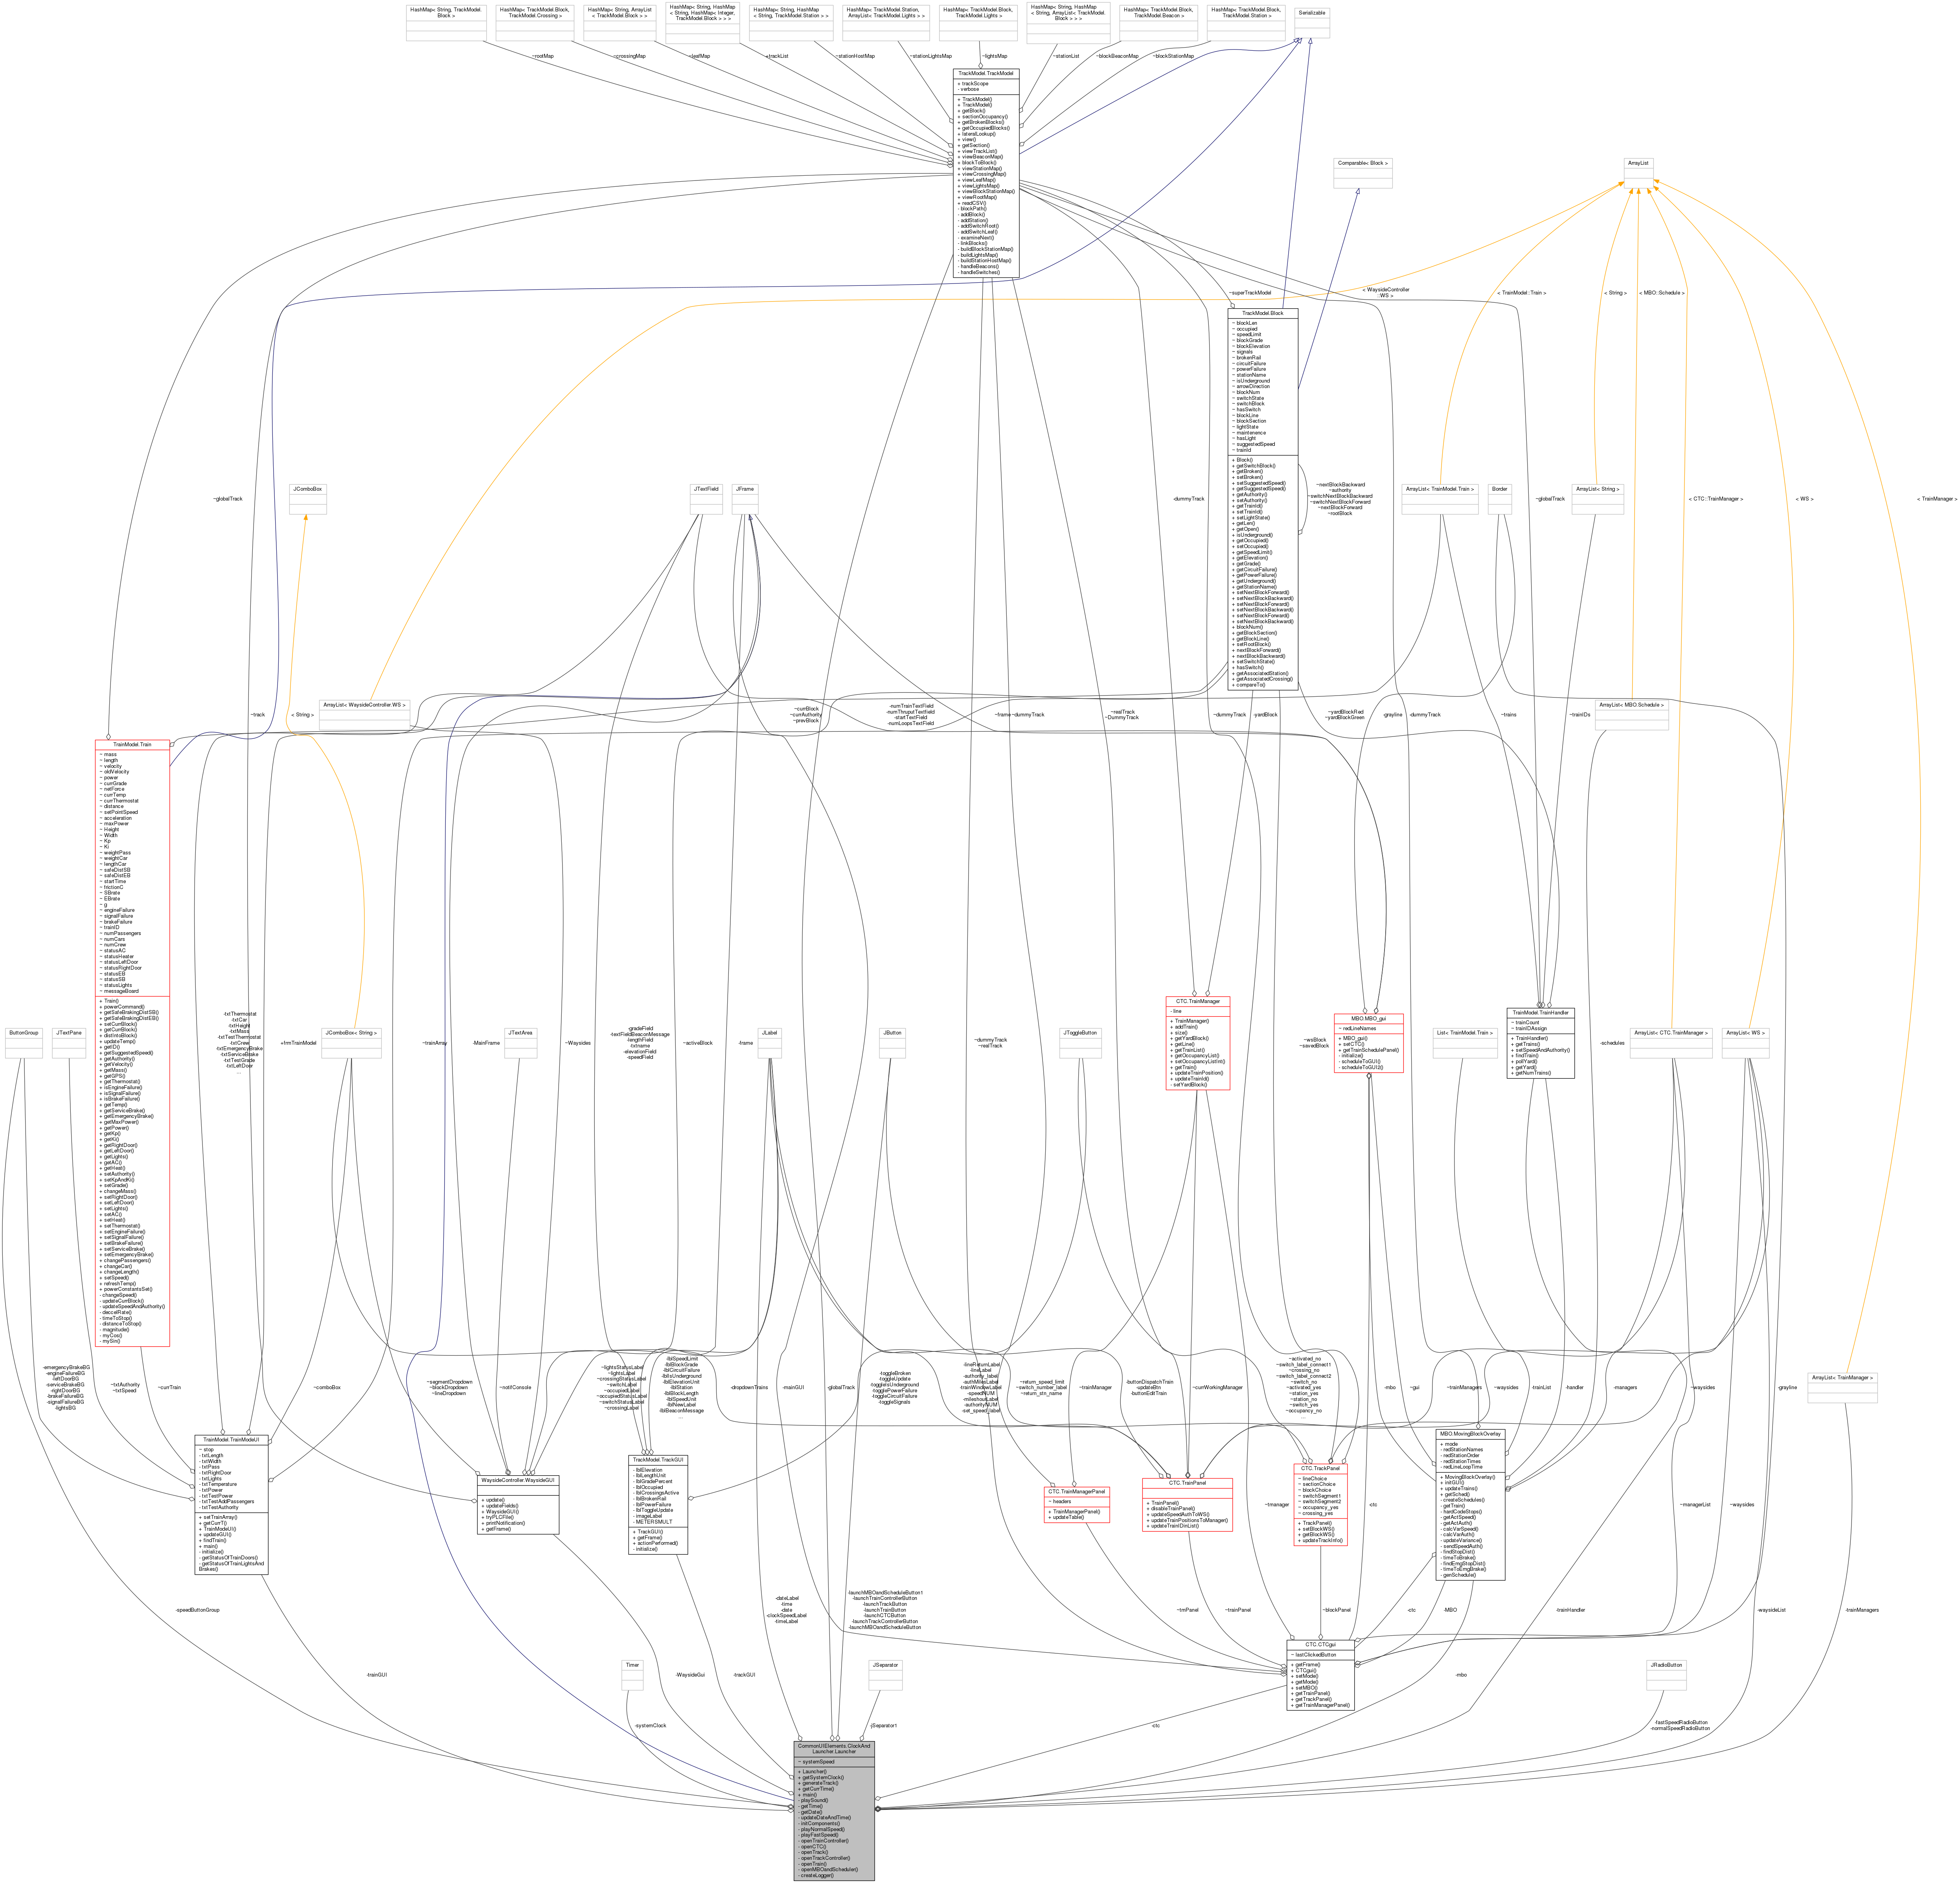 HashMap< String, TrackModel.
Block >
HashMap< TrackModel.Block,
TrackModel.Crossing >
HashMap< String, ArrayList
< TrackModel.Block > >
HashMap< String, HashMap
< String, HashMap< Integer,
TrackModel.Block > > >
HashMap< String, HashMap
< String, TrackModel.Station > >
HashMap< TrackModel.Station,
ArrayList< TrackModel.Lights > >
HashMap< TrackModel.Block,
TrackModel.Lights >
HashMap< String, HashMap
< String, ArrayList< TrackModel.
Block > > >
HashMap< TrackModel.Block,
TrackModel.Beacon >
HashMap< TrackModel.Block,
TrackModel.Station >
Serializable
~rootMap
~crossingMap
~leafMap
+trackList
~stationHostMap
~stationLightsMap
~lightsMap
~stationList
~blockBeaconMap
~blockStationMap
TrackModel.TrackModel
+ trackScope
- verbose
+ TrackModel()
+ TrackModel()
+ getBlock()
+ sectionOccupancy()
+ getBrokenBlocks()
+ getOccupiedBlocks()
+ lateralLookup()
+ view()
+ getSection()
+ viewTrackList()
+ viewBeaconMap()
+ blockToBlock()
+ viewStationMap()
+ viewCrossingMap()
+ viewLeafMap()
+ viewLightsMap()
+ viewBlockStationMap()
+ viewRootMap()
+ readCSV()
- blockPath()
- addBlock()
- addStation()
- addSwitchRoot()
- addSwitchLeaf()
- examineNext()
- linkBlocks()
- buildBlockStationMap()
- buildLightsMap()
- buildStationHostMap()
- handleBeacons()
- handleSwitches()
Comparable< Block >
ArrayList
~superTrackModel
< WaysideController
::WS >
< TrainModel::Train >
< String >
< MBO::Schedule >
TrackModel.Block
~ blockLen
~ occupied
~ speedLimit
~ blockGrade
~ blockElevation
~ signals
~ brokenRail
~ circuitFailure
~ powerFailure
~ stationName
~ isUnderground
~ arrowDirection
~ blockNum
~ switchState
~ switchBlock
~ hasSwitch
~ blockLine
~ blockSection
~ lightState
~ maintenence
~ hasLight
~ suggestedSpeed
~ trainId
+ Block()
+ getSwitchBlock()
+ getBroken()
+ setBroken()
+ setSuggestedSpeed()
+ getSuggestedSpeed()
+ getAuthority()
+ setAuthority()
+ getTrainId()
+ setTrainId()
+ setLightState()
+ getLen()
+ getOpen()
+ isUnderground()
+ getOccupied()
+ setOccupied()
+ getSpeedLimit()
+ getElevation()
+ getGrade()
+ getCircuitFailure()
+ getPowerFailure()
+ getUnderground()
+ getStationName()
+ setNextBlockForward()
+ setNextBlockBackward()
+ setNextBlockForward()
+ setNextBlockBackward()
+ setNextBlockForward()
+ setNextBlockBackward()
+ blockNum()
+ getBlockSection()
+ getBlockLine()
+ setRootBlock()
+ nextBlockForward()
+ nextBlockBackward()
+ setSwitchState()
+ hasSwitch()
+ getAssociatedStation()
+ getAssociatedCrossing()
+ compareTo()
~globalTrack
JComboBox
JTextField
JFrame
-dummyTrack
~nextBlockBackward
~authority
~switchNextBlockBackward
~switchNextBlockForward
~nextBlockForward
~rootBlock
ArrayList< TrainModel.Train >
Border
~globalTrack
ArrayList< String >
< CTC::TrainManager >
< WS >
< TrainManager >
< String >
ArrayList< WaysideController.WS >
~track
~currBlock
~currAuthority
~prevBlock
-numTrainTextField
-numThruputTextfield
-startTextField
-numLoopsTextField
~frame
~dummyTrack
~realTrack
~DummyTrack
~dummyTrack
-yardBlock
~yardBlockRed
~yardBlockGreen
-grayline
-dummyTrack
~trains
~trainIDs
ArrayList< MBO.Schedule >
TrainModel.Train
~ mass
~ length
~ velocity
~ oldVelocity
~ power
~ currGrade
~ netForce
~ currTemp
~ currThermostat
~ distance
~ setPointSpeed
~ acceleration
~ maxPower
~ Height
~ Width
~ Kp
~ Ki
~ weightPass
~ weightCar
~ lengthCar
~ safeDistSB
~ safeDistEB
~ startTime
~ frictionC
~ SBrate
~ EBrate
~ g
~ engineFailure
~ signalFailure
~ brakeFailure
~ trainID
~ numPassengers
~ numCars
~ numCrew
~ statusAC
~ statusHeater
~ statusLeftDoor
~ statusRightDoor
~ statusEB
~ statusSB
~ statusLights
~ messageBoard
+ Train()
+ powerCommand()
+ getSafeBrakingDistSB()
+ getSafeBrakingDistEB()
+ setCurrBlock()
+ getCurrBlock()
+ distInlsBlock()
+ updateTemp()
+ getID()
+ getSuggestedSpeed()
+ getAuthority()
+ getVelocity()
+ getMass()
+ getGPS()
+ getThermostat()
+ isEngineFailure()
+ isSignalFailure()
+ isBrakeFailure()
+ getTemp()
+ getServiceBrake()
+ getEmergencyBrake()
+ getMaxPower()
+ getPower()
+ getKp()
+ getKi()
+ getRightDoor()
+ getLeftDoor()
+ getLights()
+ getAC()
+ getHeat()
+ setAuthority()
+ setKpAndKi()
+ setGrade()
+ changeMass()
+ setRightDoor()
+ setLeftDoor()
+ setLights()
+ setAC()
+ setHeat()
+ setThermostat()
+ setEngineFailure()
+ setSignalFailure()
+ setBrakeFailure()
+ setServiceBrake()
+ setEmergencyBrake()
+ changePassengers()
+ changeCar()
+ changeLength()
+ setSpeed()
+ refreshTemp()
+ powerConstantsSet()
- changeSpeed()
- updateCurrBlock()
- updateSpeedAndAuthority()
- deccelRate()
- timeToStop()
- distanceToStop()
- magnitude()
- myCos()
- mySin()
ButtonGroup
JTextPane
-txtThermostat
-txtCar
-txtHeight
-txtMass
-txtTestThermostat
-txtCrew
-txtEmergencyBrake
-txtServiceBrake
-txtTestGrade
-txtLeftDoor
...
+frmTrainModel
JComboBox< String >
~trainArray
-MainFrame
JTextArea
~Waysides
-gradeField
-textFieldBeaconMessage
-lengthField
-txtname
-elevationField
-speedField
~activeBlock
-frame
JLabel
JButton
~dummyTrack
~realTrack
JToggleButton
CTC.TrainManager
- line
+ TrainManager()
+ addTrain()
+ size()
+ getYardBlock()
+ getLine()
+ getTrainList()
+ getOccupancyList()
+ setOccupancyListInt()
+ getTrain()
+ updateTrainPosition()
+ updateTrainId()
- setYardBlock()
~wsBlock
~savedBlock
MBO.MBO_gui
~ redLineNames
+ MBO_gui()
+ setCTC()
+ getTrainSchedulePanel()
- initialize()
- scheduleToGUI()
- scheduleToGUI2()
List< TrainModel.Train >
TrainModel.TrainHandler
~ trainCount
~ trainIDAssign
+ TrainHandler()
+ getTrains()
+ setSpeedAndAuthority()
+ findTrain()
+ pollYard()
+ getYard()
+ getNumTrains()
-schedules
ArrayList< CTC.TrainManager >
ArrayList< WS >
-emergencyBrakeBG
-engineFailureBG
-leftDoorBG
-serviceBrakeBG
-rightDoorBG
-brakeFailureBG
-signalFailureBG
-lightsBG
~txtAuthority
~txtSpeed
~currTrain
~comboBox
~segmentDropdown
~blockDropdown
~lineDropdown
~notifConsole
~lightsStatusLabel
~lightsLabel
~crossingStatusLabel
~switchLabel
~occupiedLabel
~occupiedStatusLabel
~switchStatusLabel
~crossingLabel
-lblSpeedLimit
-lblBlockGrade
-lblCircuitFailure
-lblIsUnderground
-lblElevationUnit
-lblStation
-lblBlockLength
-lblSpeedUnit
-lblNewLabel
-lblBeaconMessage
...
-dropdownTrains
mainGUI
~globalTrack
-toggleBroken
-toggleUpdate
-toggleIsUnderground
-togglePowerFailure
-toggleCircuitFailure
-toggleSignals
-lineReturnLabel
-lineLabel
-authority_label
-authMilesLabel
-trainWindowLabel
-speedNUM
-milesheadLabel
-authorityNUM
-set_speed_label
~return_speed_limit
~switch_number_label
~return_stn_name
~trainManager
-buttonDispatchTrain
-updateBtn
-buttonEditTrain
~currWorkingManager
~activated_no
~switch_label_connect1
~crossing_no
~switch_label_connect2
~switch_no
~activated_yes
~station_yes
~station_no
~switch_yes
~occupancy_no
...
-ctc
-mbo
-gui
-trainManagers
~waysides
-trainList
-handler
-managers
~waysides
-grayline
ArrayList< TrainManager >
TrainModel.TrainModeUI
~ stop
- txtLength
- txtWidth
- txtPass
- txtRightDoor
- txtLights
- txtTemperature
- txtPower
- txtTestPower
- txtTestAddPassengers
- txtTestAuthority
+ setTrainArray()
+ getCurrT()
+ TrainModeUI()
+ updateGUI()
+ findTrain()
+ main()
- initialize()
- getStatusOfTrainDoors()
- getStatusOfTrainLightsAnd
Brakes()
WaysideController.WaysideGUI
+ update()
+ updateFields()
+ WaysideGUI()
+ tryPLCFile()
+ printNotification()
+ getFrame()
TrackModel.TrackGUI
- lblElevation
- lblLengthUnit
- lblGradePercent
- lblOccupied
- lblCrossingsActive
- lblBrokenRail
- lblPowerFailure
- lblToggleUpdate
- imageLabel
- METERSMULT
+ TrackGUI()
+ getFrame()
+ actionPerformed()
- initialize()
CTC.TrainManagerPanel
~ headers
+ TrainManagerPanel()
+ updateTable()
CTC.TrainPanel
+ TrainPanel()
+ disableTrainPanel()
+ updateSpeedAuthToWS()
+ updateTrainPositionsToManager()
+ updateTrainDinList()
~tmanager
CTC.TrackPanel
~ lineChoice
~ sectionChoice
~ blockChoice
~ switchSegment1
~ switchSegment2
~ occupancy_yes
~ crossing_yes
+ TrackPanel()
+ setBlockWS()
+ getBlockWS()
+ updateTrackInfo()
MBO.MovingBlockOverlay
+ mode
- redStationNames
- redStationOrder
- redStationTimes
- redLineLoopTime
+ MovingBlockOverlay()
+ initGUI()
+ updateTrains()
+ getSched()
- createSchedules()
- getTrain()
- hardCodeStops()
- getActSpeed()
- getActAuth()
- calcVarSpeed()
- calcVarAuth()
- updateVariance()
- sendSpeedAuth()
- findStopDist()
- timeToBrake()
- findEmgStopDist()
- timeToEmgBrake()
- genSchedule()
~managerList
~waysides
-speedButtonGroup
-dateLabel
-time
-date
-clockSpeedLabel
-timeLabel
-launchMBOandScheduleButton1
-launchTrainControllerButton
-launchTrackButton
-launchTrainButton
-launchCTCButton
-launchTrackControllerButton
-launchMBOandScheduleButton
~tmPanel
~trainPanel
~blockPanel
-ctc
-MBO
-trainHandler
-waysideList
-trainManagers
-trainGUI
Timer
-WaysideGui
-trackGUI
JSeparator
CTC.CTCgui
~ lastClickedButton
+ getFrame()
+ CTCgui()
+ setMode()
+ getMode()
+ setMBO()
+ getTrainPanel()
+ getTrackPanel()
+ getTrainManagerPanel()
-mbo
JRadioButton
-systemClock
-jSeparator1
-ctc
-fastSpeedRadioButton
-normalSpeedRadioButton
CommonUIElements.ClockAnd
Launcher.Launcher
~ systemSpeed
+ Launcher()
+ getSystemClock()
+ generateTrack()
+ getCurrTime()
+ main()
- playSound()
- getTime()
- getDate()
- updateDateAndTime()
- initComponents()
- playNormalSpeed()
- playFastSpeed()
- openTrainController()
- openCTC()
- openTrack()
- openTrackController()
- openTrain()
- openMBOandScheduler()
- createLogger()